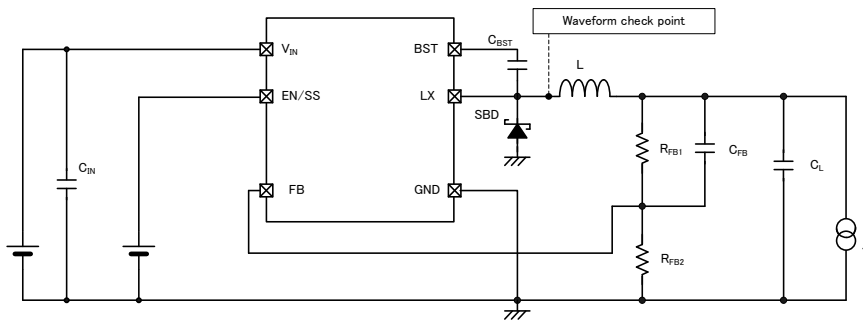 Waveform check point
V_IN
BST
C_BST
L
EN/SS
LX
SBD
R_FB1
C_FB
C_IN
C_L
FB
GND
R_FB2